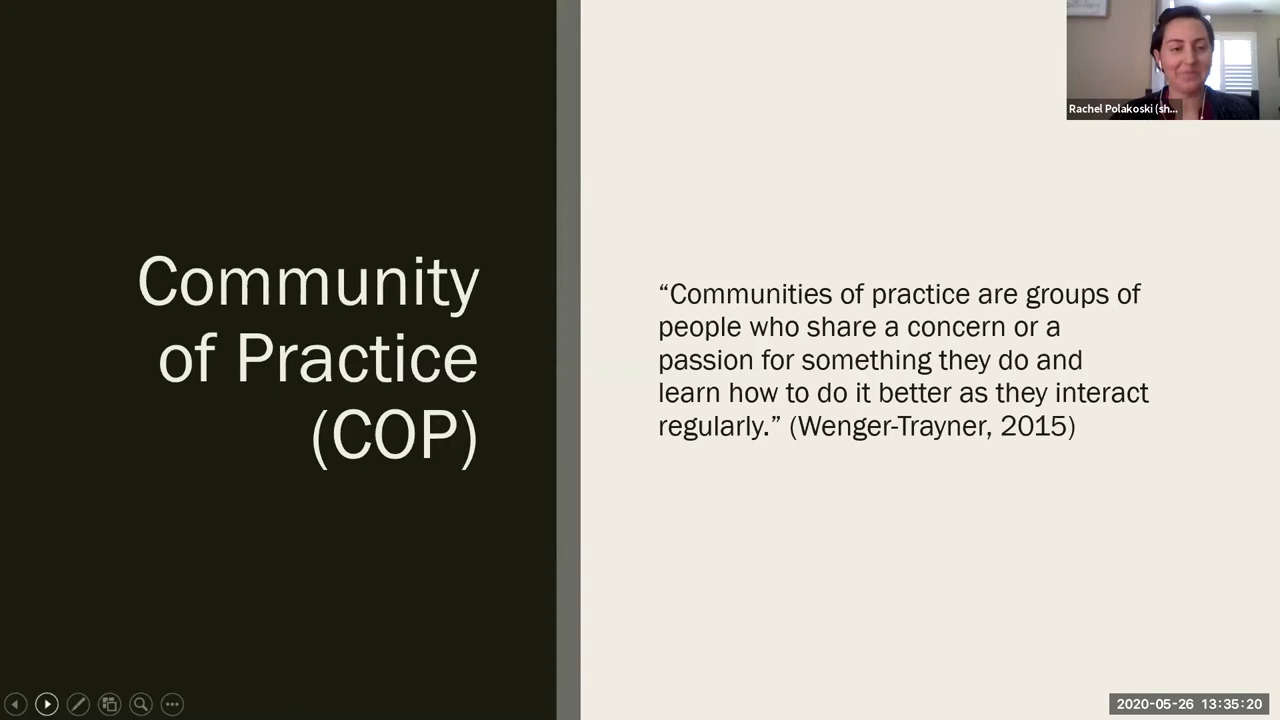 Community
of Practice
(COP)
“Communities of practice are groups of
people who share a concern or a
passion for something they do and
learn how to do it better as they interact
regularly.” (Wenger-Trayner, 2015)
Rachel Polakoski (sh...
2020-05-26 13:35:20